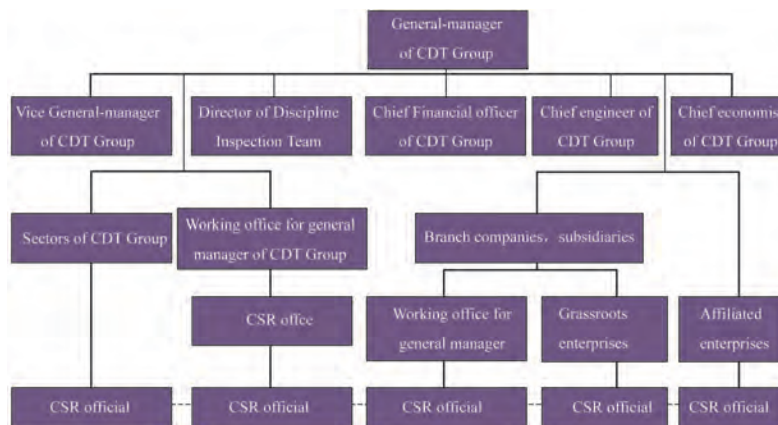 General-manager
of CDT Group
Vice General-manager
of CDT Group
Director of Discipline
Inspection Team
Chief Financial officer
of CDT Group
Chief engineer of
CDT Group
Chief economis
of CDT Group
Sectors of CDT Group
Working office for general
manager of CDT Group
Branch companies，subsidiaries
CSR offce
Working office for
general manager
Grassroots
enterprises
Affiliated
enterprises
CSR official
CSR official
CSR official
CSR official
CSR official